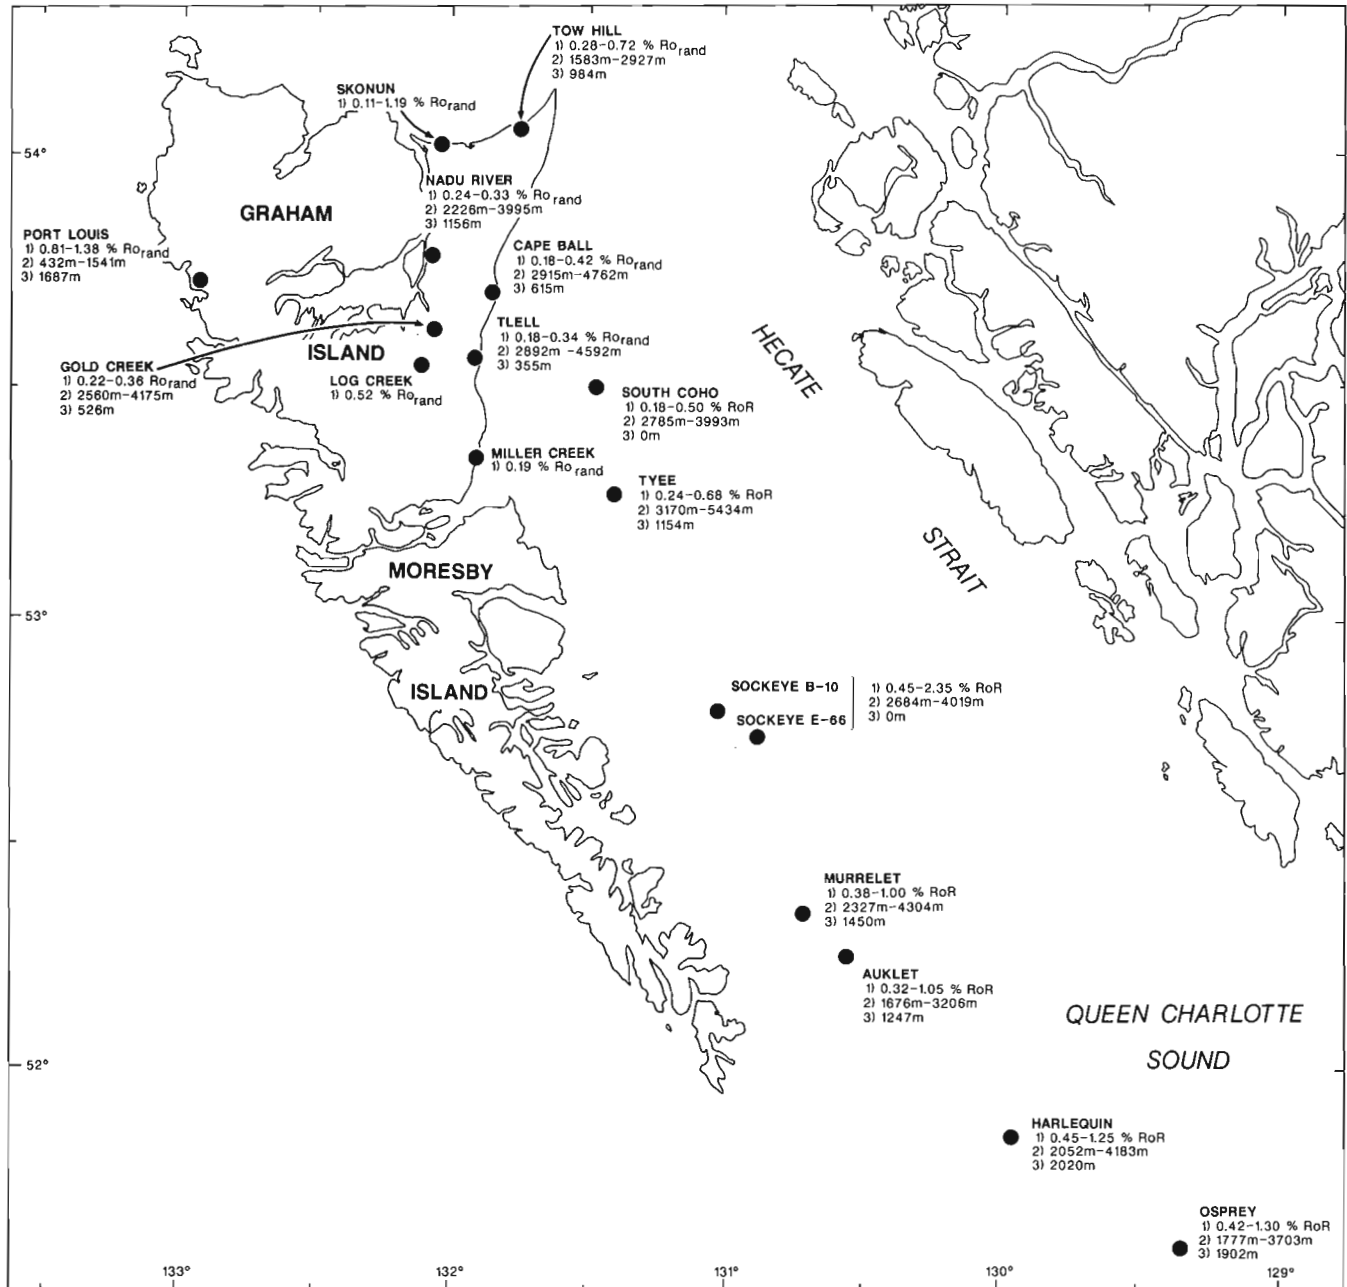 TOW HILL
1) 0.28-0.72 % Ro rand
2) 1583m-2927m
3) 984m
SKONUN
1) 0.11-1.19 % Ro rand
54°
NADU RIVER
1) 0.24-0.33 % Ro rand
2) 2226m-3995m
3) 1156m
GRAHAM
PORT LOUIS
1) 0.81-1.38 % Ro rand
2) 432m-1541m
3) 1687m
CAPE BALL
1) 0.18-0.42 % Ro rand
2) 2915m-4762m
3) 615m
TLELL
1) 0.18-0.34 % Ro rand
2) 2892m -4592m
3) 355m
HECATE
ISLAND
GOLD CREEK
1) 0.22-0.36 Ro rand
2) 2560m-4175m
3) 526m
LOG CREEK
1) 0.52 % Ro rand
SOUTH COHO
1) 0.18-0.50 % RoR
2) 2785m-3993m
3) 0m
MILLER CREEK
1) 0.19 % Ro rand
TYEE
1) 0.24-0.68 % RoR
2) 3170m-5434m
3) 1154m
STRAIT
MORESBY
53°
ISLAND
SOCKEYE B-10
SOCKEYE E-66
1) 0.45-2.35 % RoR
2) 2684m-4019m
3) 0m
MURRELET
1) 0.38-1.00 % RoR
2) 2327m-4304m
3) 1450m
AUKLET
1) 0.32-1.05 % RoR
2) 1676m-3206m
3) 1247m
QUEEN CHARLOTTE
SOUND
52°
HARLEQUIN
1) 0.45-1.25 % RoR
2) 2052m-4183m
3) 2020m
OSPREY
1) 0.42-1.30 % RoR
2) 1777m-3703m
3) 1902m
133°
132°
131°
130°
129°